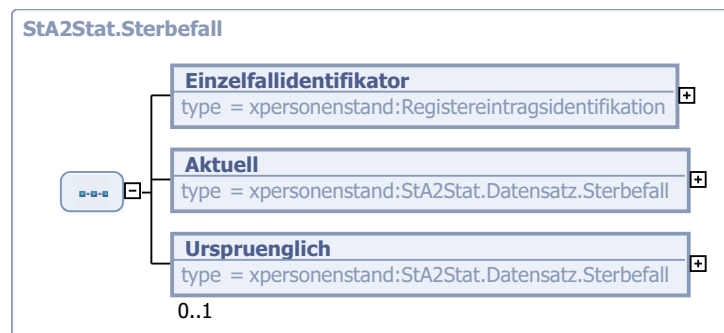 StA2Stat.Sterbefall
Einzelfallidentifikator
type = xpersonenstand:Registereintragsidentifikation
Aktuell
type = xpersonenstand:StA2Stat.Datensatz.Sterbefall
Urspruenglich
type = xpersonenstand:StA2Stat.Datensatz.Sterbefall
0..1